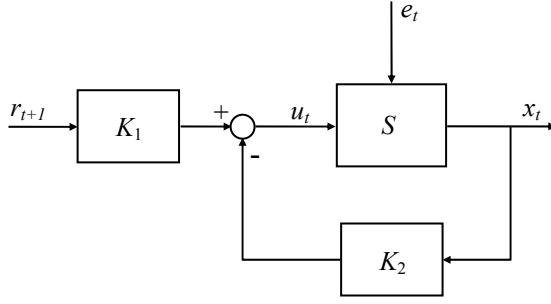 e_t
r_{t+1}
K_1
+
u_t
S
x_t
-
K_2